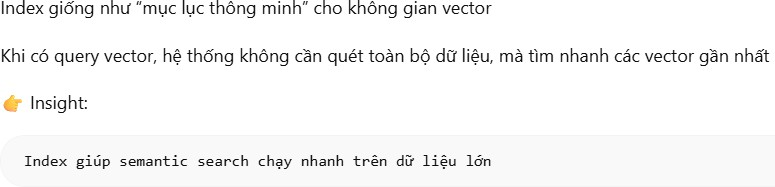 Index giống như “mục lục thông minh” cho không gian vector
Khi có query vector, hệ thống không cần quét toàn bộ dữ liệu, mà tìm nhanh các vector gần nhất
👉 Insight:
Index giúp semantic search chạy nhanh trên dữ liệu lớn